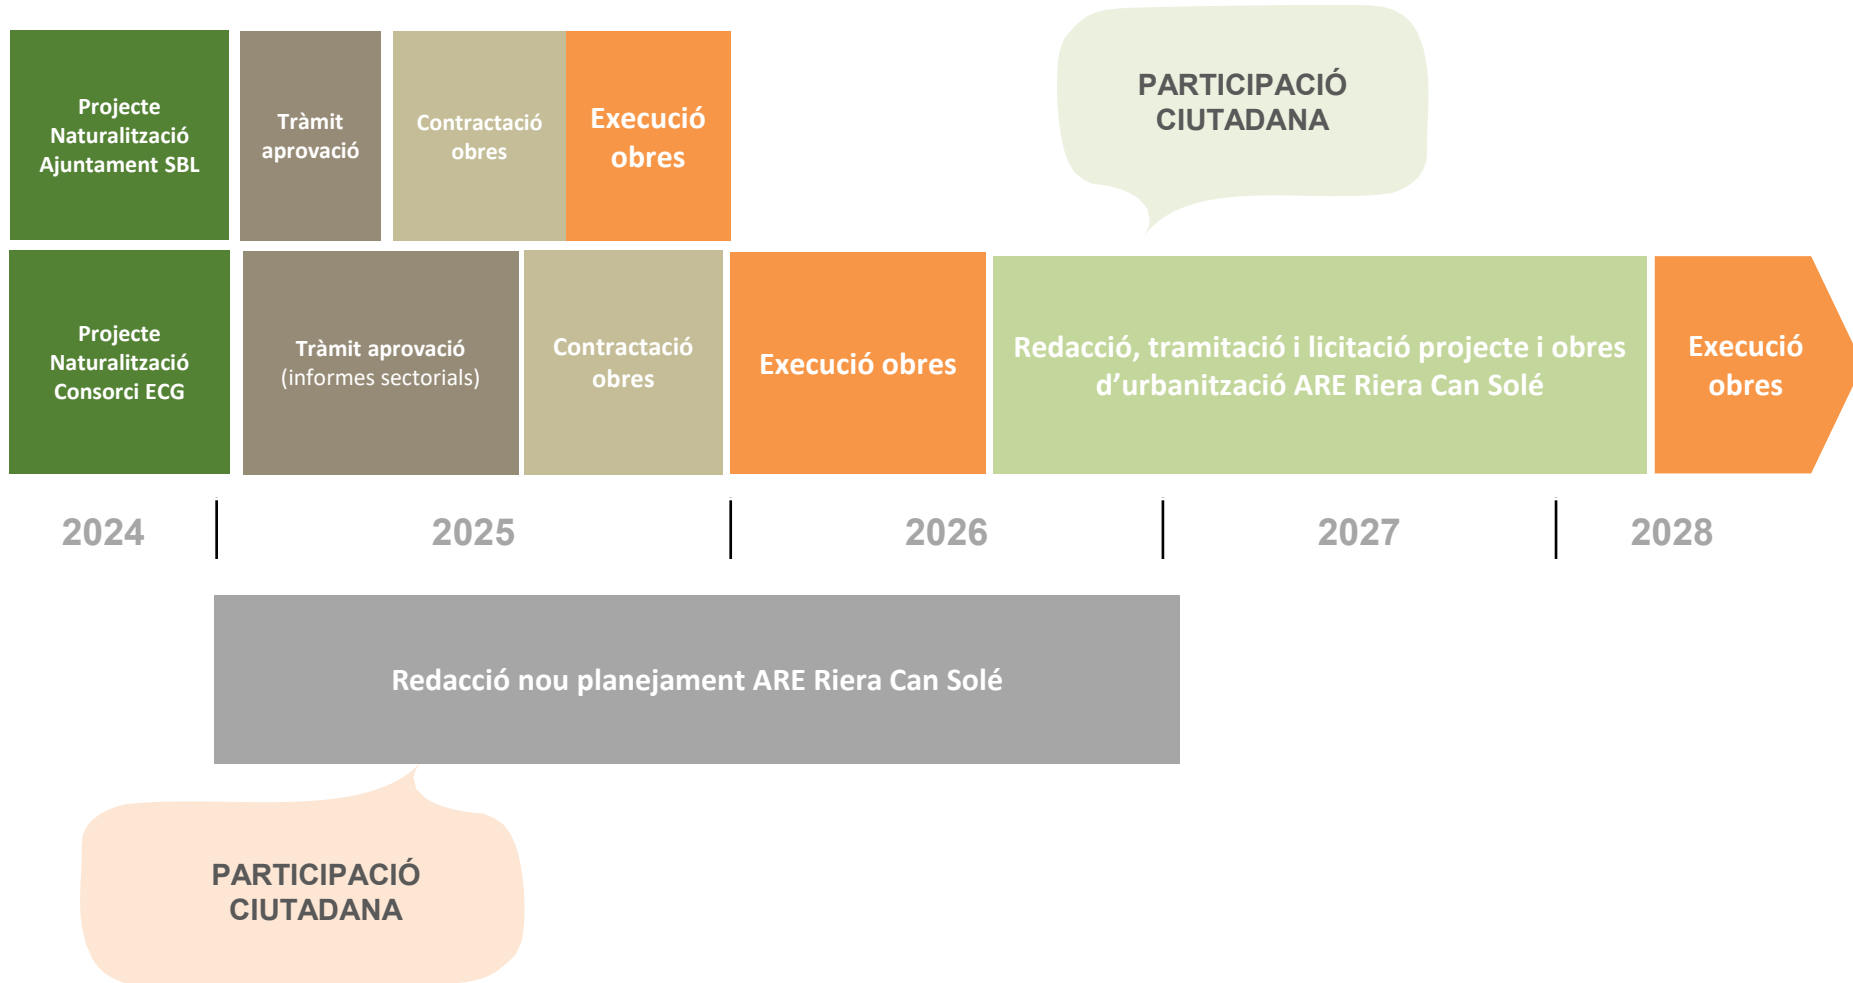 Projecte
Naturalització
Ajuntament SBL
Tràmit
aprovació
Contractació
obres
Execució
obres
PARTICIPACIÓ
CIUTADANA
Projecte
Naturalització
Consorci ECG
Tràmit aprovació
(informes sectorials)
Contractació
obres
Execució obres
Redacció, tramitació i licitació projecte i obres
d’urbanització ARE Riera Can Solé
Execució
obres
2024
2025
2026
2027
2028
Redacció nou planejament ARE Riera Can Solé
PARTICIPACIÓ
CIUTADANA